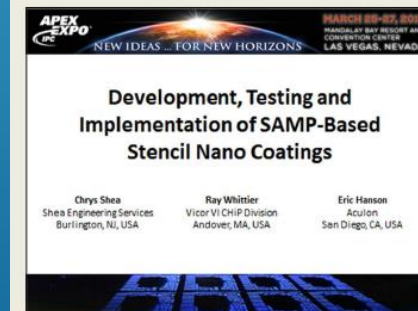 APEX
EXPO
IPC
NEW IDEAS ... FOR NEW HORIZONS
MARCH 25-27, 201
MANDALAY BAY RESORT AN
CONVENTION CENTER
LAS VEGAS, NEVAD
Development, Testing and
Implementation of SAMP-Based
Stencil Nano Coatings
Chrys Shea
Shea Engineering Services
Burlington, NJ, USA
Ray Whittier
Vicor VI CHiP Division
Andover, MA, USA
Eric Hanson
Aculon
San Diego, CA, USA